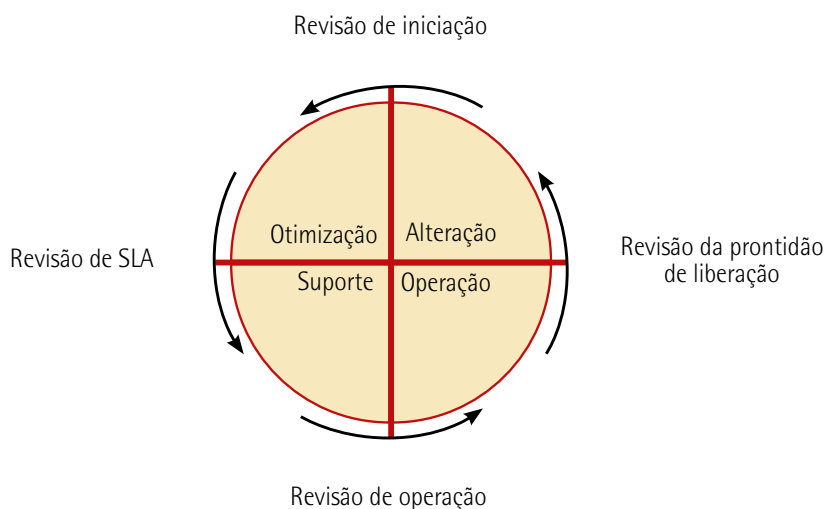 Revisão de iniciação
Otimização
Alteração
Revisão de SLA
Revisão da prontidão
de liberação
Suporte
Operação
Revisão de operação